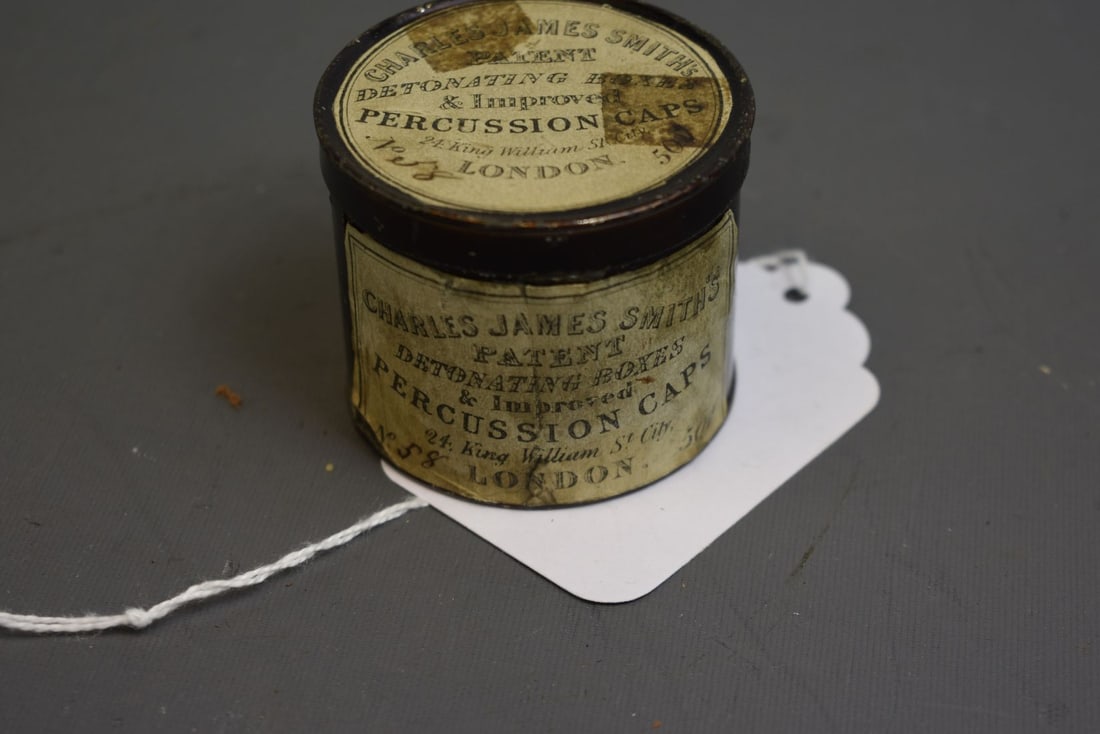 CHARLES JAMES SMITH'S
PATENT
DETONATING BOXES
& Improved
PERCUSSION CAPS
24, King William St City,
LONDON. 500
CHARLES JAMES SMITH'S
PATENT
DETONATING BOXES
& Improved
PERCUSSION CAPS
24, King William St City,
No 58 LONDON.